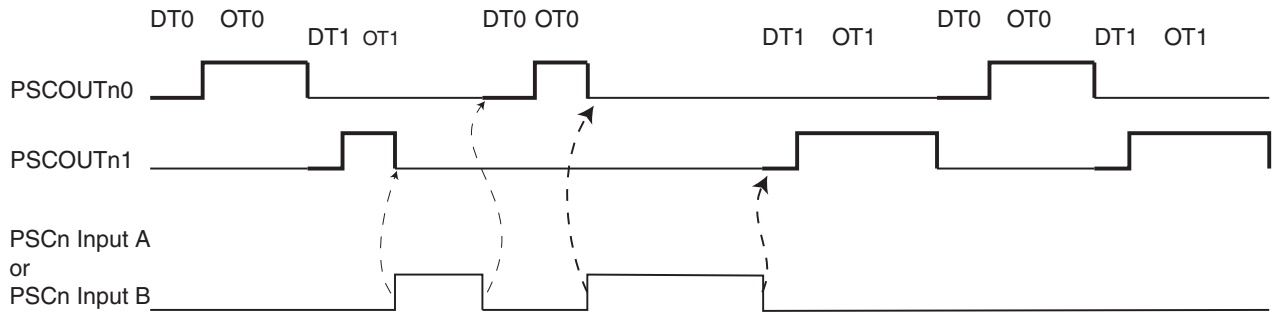 DT0 OT0 DT0 OT0 DT0 OT0
DT1 OT1 DT1 OT1 DT1 OT1
PSCOUTn0
PSCOUTn1
PSCn Input A
or
PSCn Input B